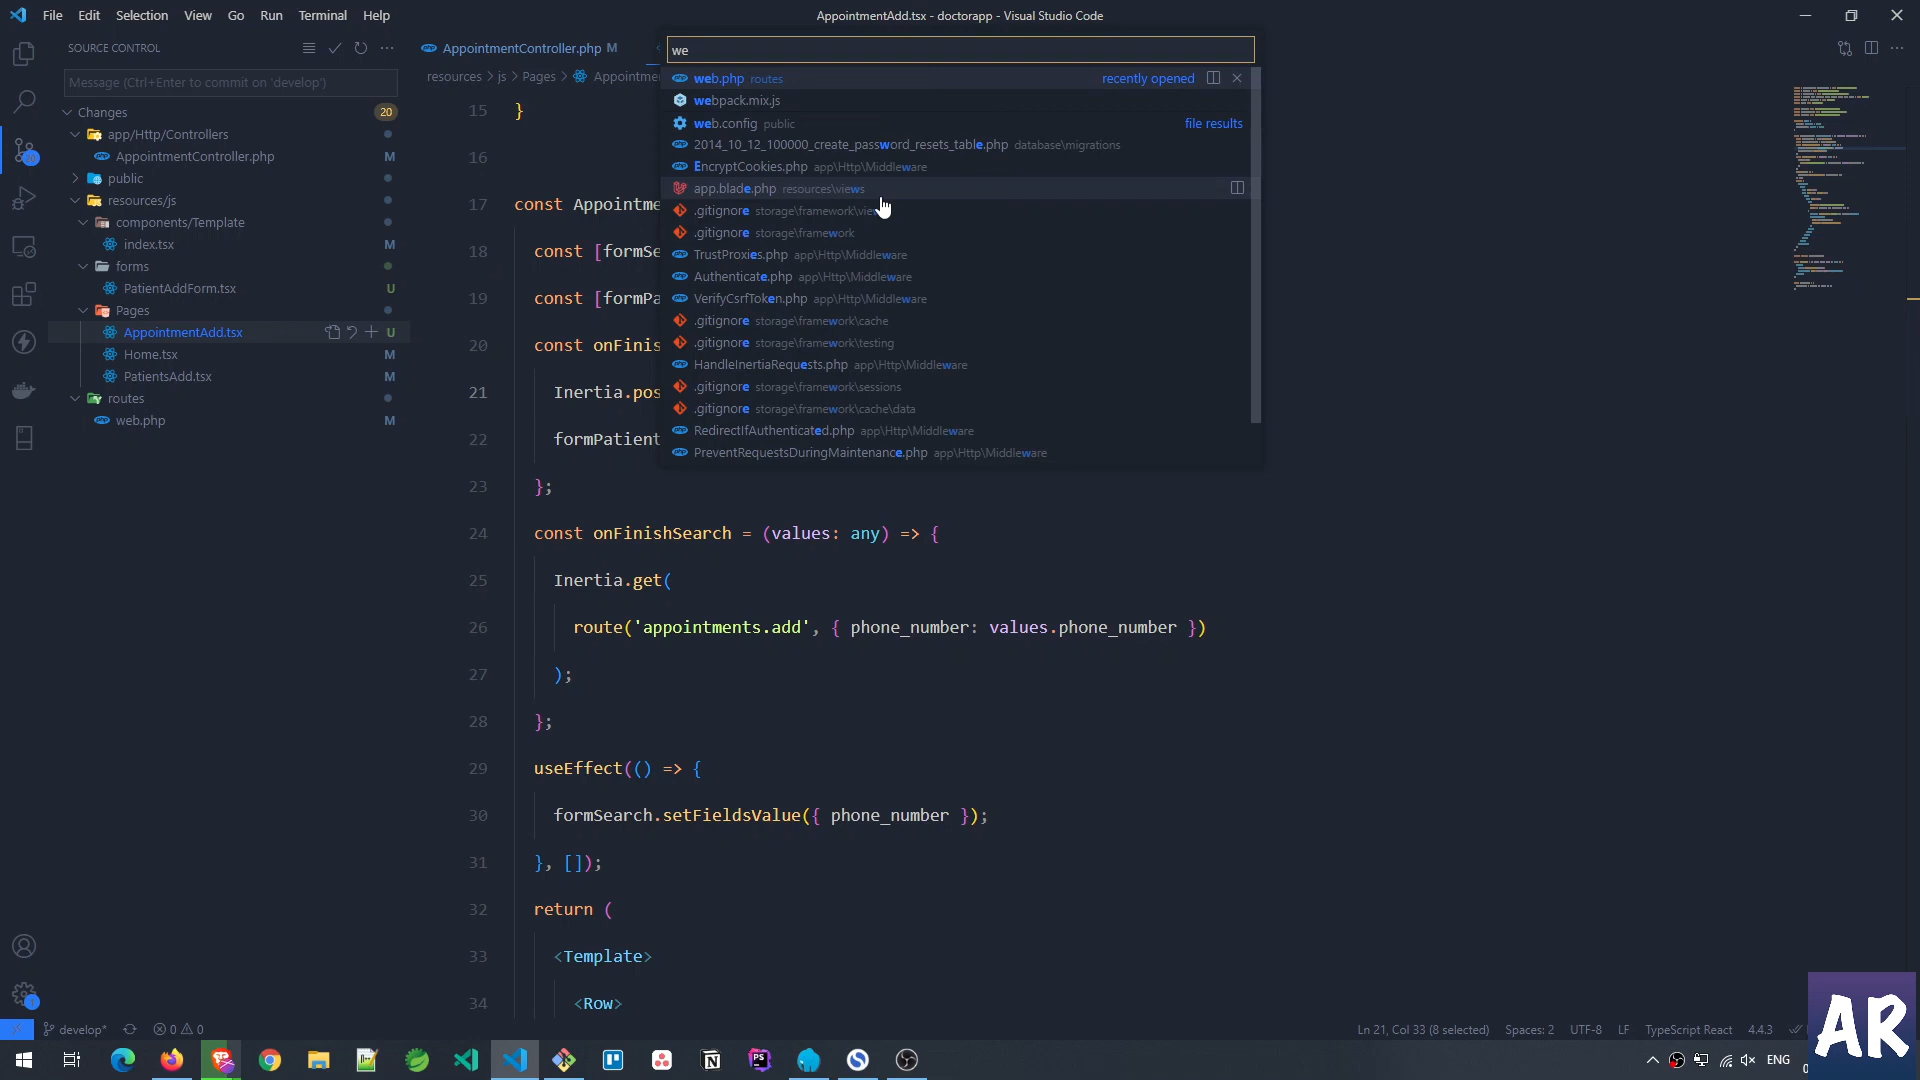 File Edit Selection View Go Run Terminal Help
AppointmentAdd.tsx - doctorapp - Visual Studio Code
SOURCE CONTROL
Message (Ctrl+Enter to commit on 'develop')
Changes 20
app/Http/Controllers
AppointmentController.php M
public
resources/js
components/Template
index.tsx M
forms
PatientAddForm.tsx U
Pages
AppointmentAdd.tsx U
Home.tsx M
PatientsAdd.tsx M
routes
web.php M
AppointmentController.php M
resources > js > Pages > Appointme
we
web.php routes recently opened
webpack.mix.js
web.config public file results
2014_10_12_100000_create_password_resets_table.php database\migrations
EncryptCookies.php app\Http\Middleware
app.blade.php resources\views
.gitignore storage\framework\vie
.gitignore storage\framework
TrustProxies.php app\Http\Middleware
Authenticate.php app\Http\Middleware
VerifyCsrfToken.php app\Http\Middleware
.gitignore storage\framework\cache
.gitignore storage\framework\testing
HandleInertiaRequests.php app\Http\Middleware
.gitignore storage\framework\sessions
.gitignore storage\framework\cache\data
RedirectIfAuthenticated.php app\Http\Middleware
PreventRequestsDuringMaintenance.php app\Http\Middleware
15 }
16
17 const Appointme
18 const [formSe
19 const [formPa
20 const onFinis
21 Inertia.pos
22 formPatient
23 };
24 const onFinishSearch = (values: any) => {
25 Inertia.get(
26 route('appointments.add', { phone_number: values.phone_number })
27 );
28 };
29 useEffect(() => {
30 formSearch.setFieldsValue({ phone_number });
31 }, []);
32 return (
33 <Template>
34 <Row>
develop* 0 0
Ln 21, Col 33 (8 selected) Spaces: 2 UTF-8 LF TypeScript React 4.4.3
ENG
AR